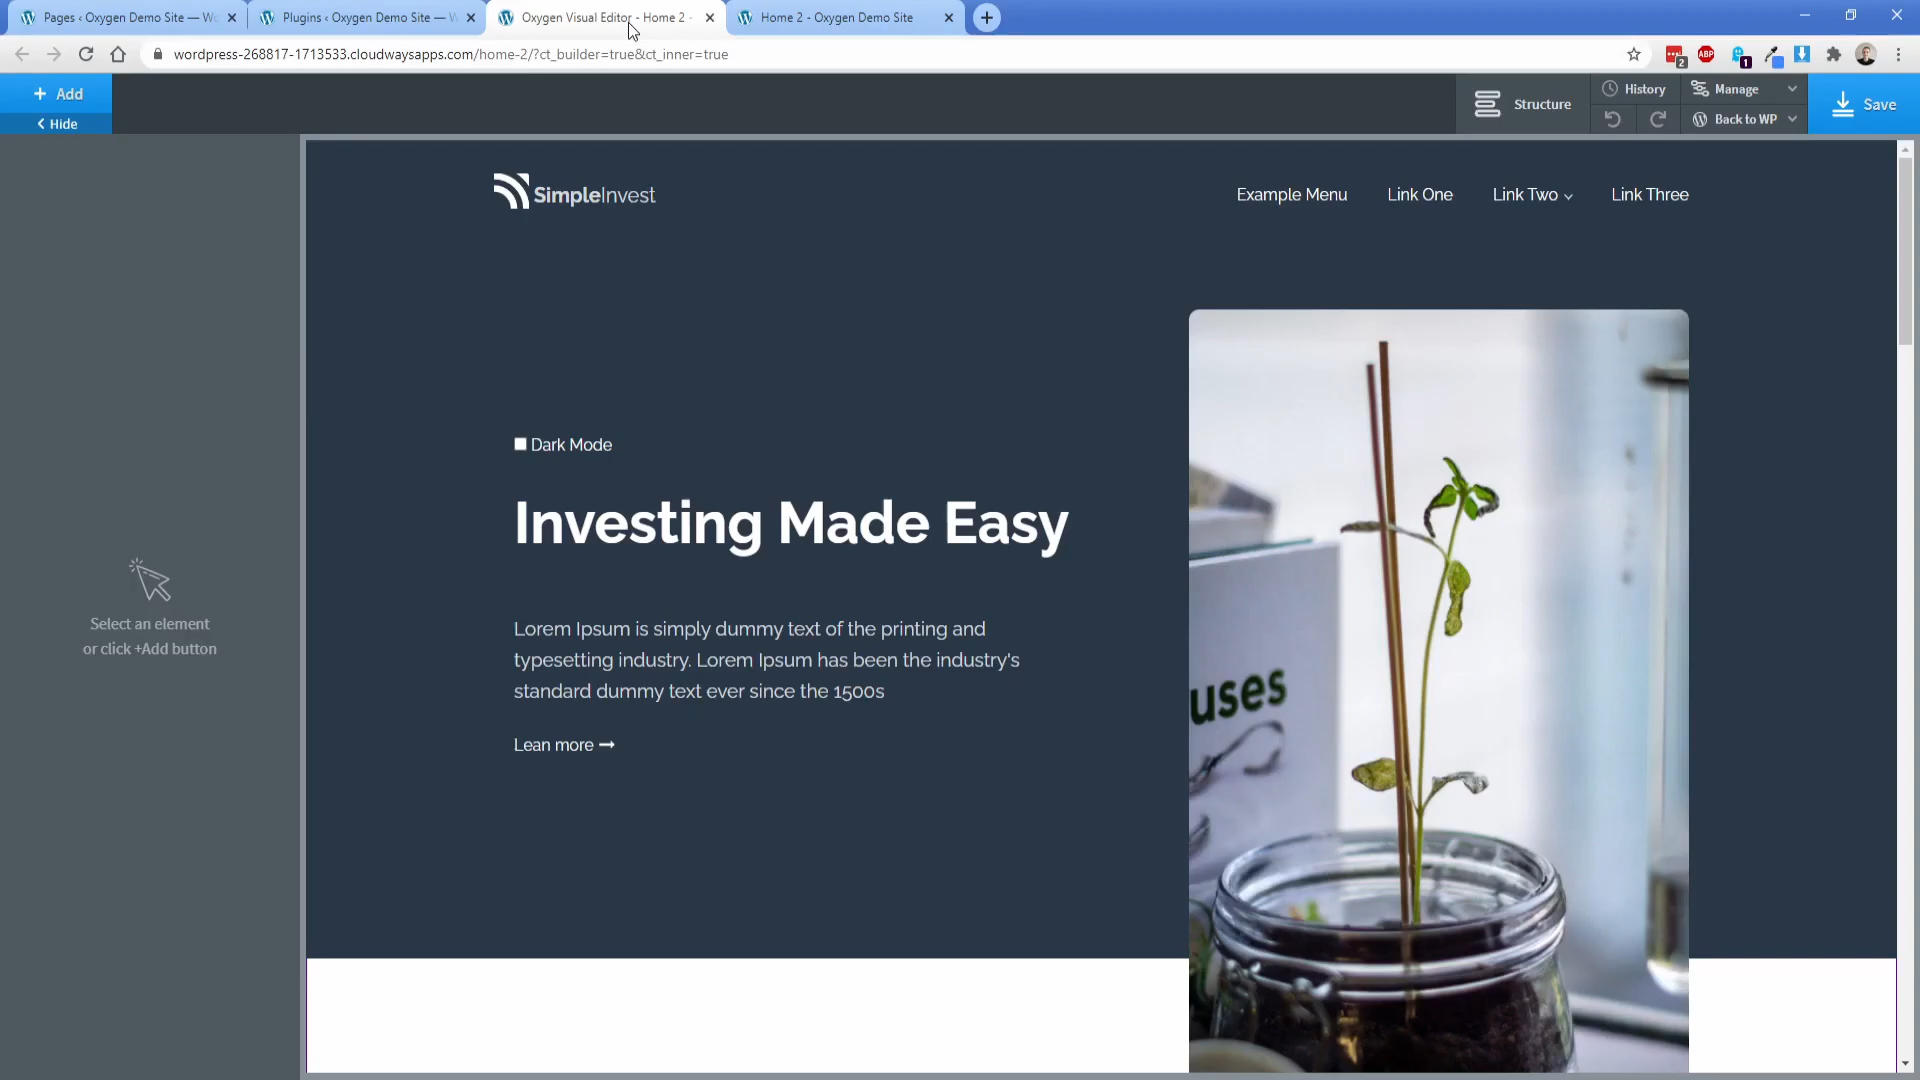 Pages ‹ Oxygen Demo Site — Wo
Plugins ‹ Oxygen Demo Site — W
Oxygen Visual Editor - Home 2 -
Home 2 - Oxygen Demo Site
wordpress-268817-1713533.cloudwaysapps.com/home-2/?ct_builder=true&ct_inner=true
2
ABP
1
+ Add
Hide
Structure
History
Manage
Back to WP
Save
SimpleInvest
Example Menu
Link One
Link Two
Link Three
Dark Mode
Investing Made Easy
Lorem Ipsum is simply dummy text of the printing and
typesetting industry. Lorem Ipsum has been the industry's
standard dummy text ever since the 1500s
Lean more
uses
Select an element
or click +Add button